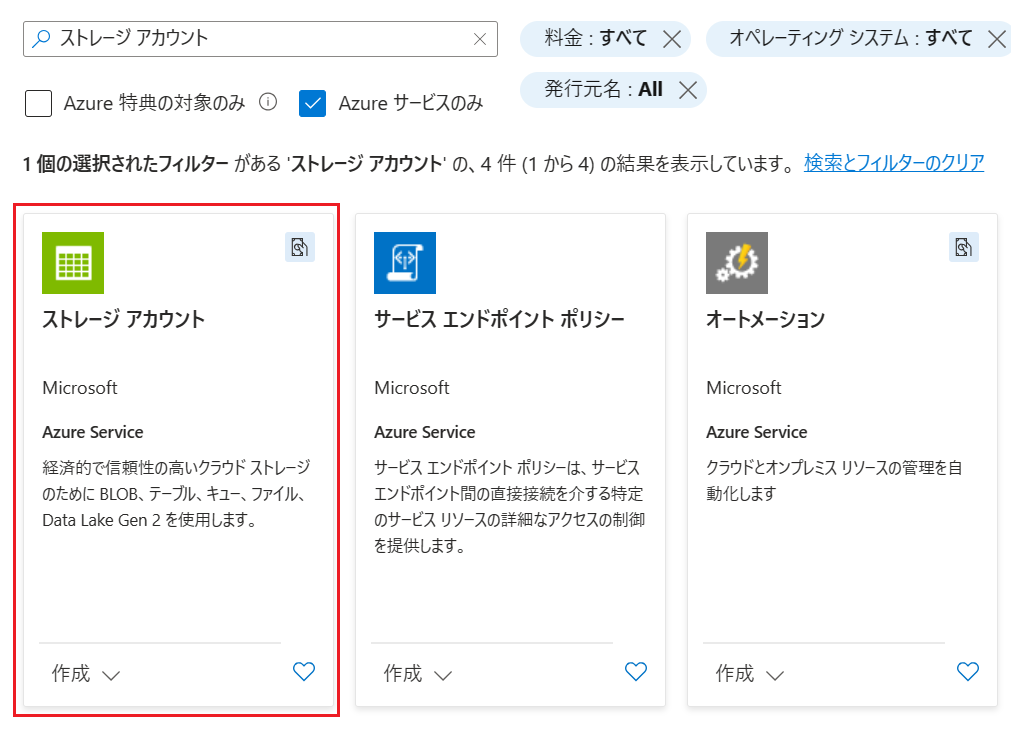 ストレージ アカウント
料金 : すべて
オペレーティング システム : すべて
Azure 特典の対象のみ
Azure サービスのみ
発行元名 : All
1 個の選択されたフィルター がある 'ストレージ アカウント' の、4 件 (1 から 4) の結果を表示しています。 検索とフィルターのクリア
ストレージ アカウント
Microsoft
Azure Service
経済的で信頼性の高いクラウド ストレージ
のために BLOB、テーブル、キュー、ファイル、
Data Lake Gen 2 を使用します。
作成
サービス エンドポイント ポリシー
Microsoft
Azure Service
サービス エンドポイント ポリシーは、サービス
エンドポイント間の直接接続を介する特定
のサービス リソースの詳細なアクセスの制御
を提供します。
作成
オートメーション
Microsoft
Azure Service
クラウドとオンプレミス リソースの管理を自
動化します
作成